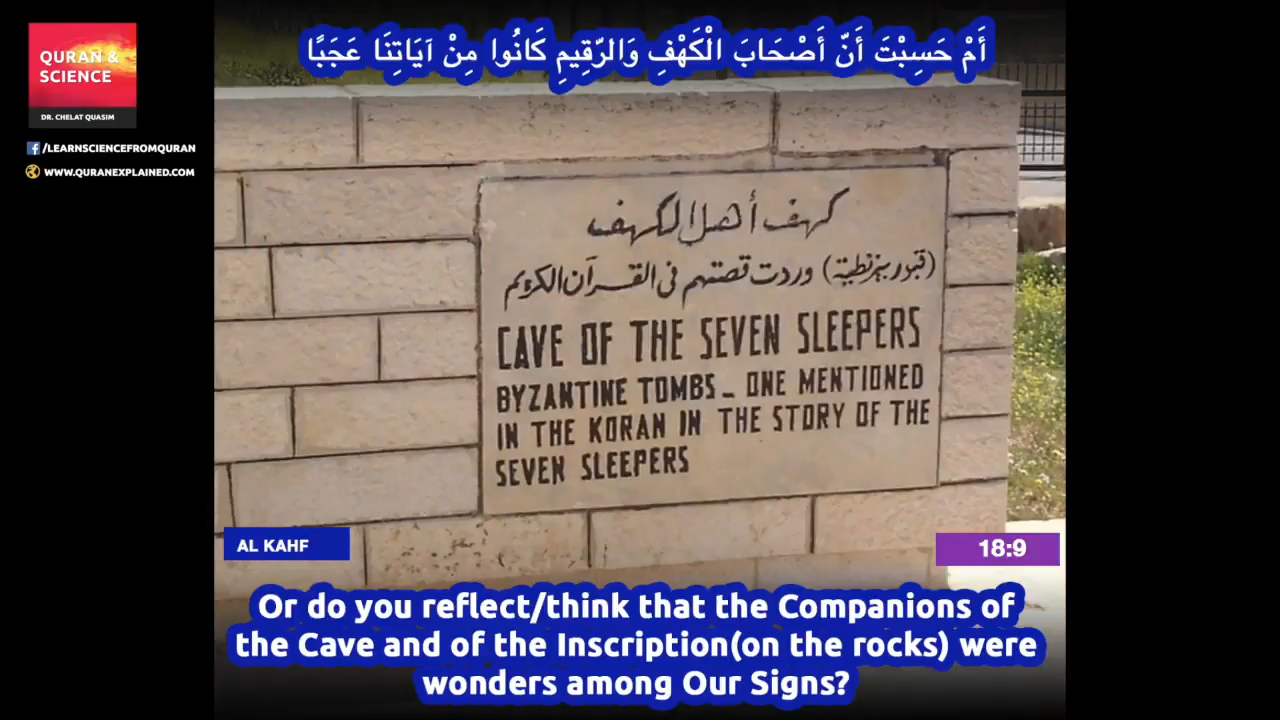 QURAN &
SCIENCE
DR. CHELAT QUASIM
/LEARNSCIENCEFROMQURAN
WWW.QURANEXPLAINED.COM
أَمْ حَسِبْتَ أَنّ أَصْحَابَ الْكَهْفِ وَالرّقِيمِ كَانُوا مِنْ اَيَاتِنَا عَجَبًا
كهف أهل الكهف
(قبور بيزنطية) وردت قصتهم في القرآن الكريم
CAVE OF THE SEVEN SLEEPERS
BYZANTINE TOMBS_ ONE MENTIONED
IN THE KORAN IN THE STORY OF THE
SEVEN SLEEPERS
AL KAHF
18:9
Or do you reflect/think that the Companions of
the Cave and of the Inscription(on the rocks) were
wonders among Our Signs?